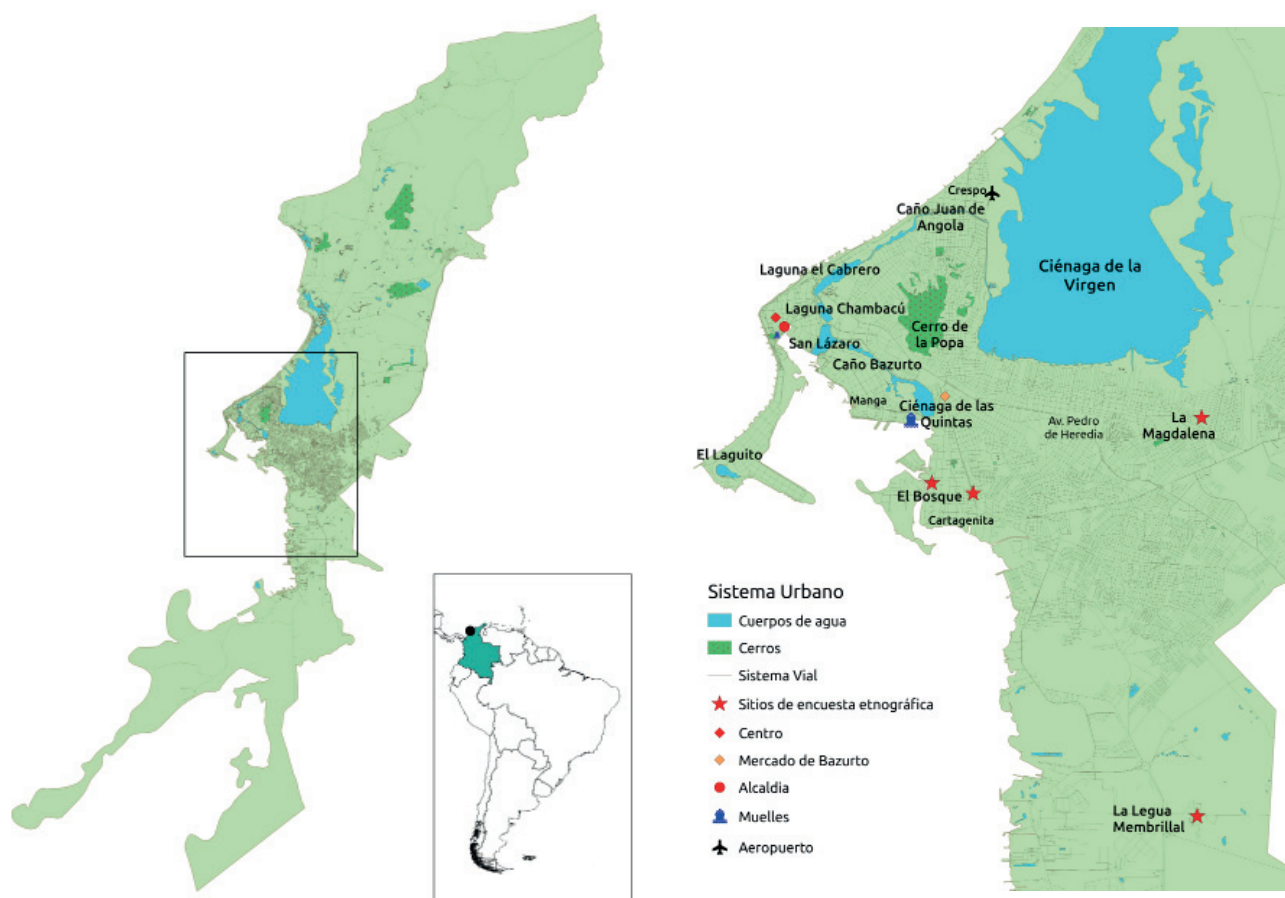 Crespo
Caño Juan de
Angola
Laguna el Cabrero
Ciénaga de la
Virgen
Laguna Chambacú
Cerro de
la Popa
San Lázaro
Caño Bazurto
Manga
Ciénaga de las
Quintas
Av. Pedro
de Heredia
La
Magdalena
El Laguito
El Bosque
Cartagenita
Sistema Urbano
Cuerpos de agua
Cerros
Sistema Vial
Sitios de encuesta etnográfica
Centro
Mercado de Bazurto
Alcaldia
Muelles
Aeropuerto
La Legua
Membrillal